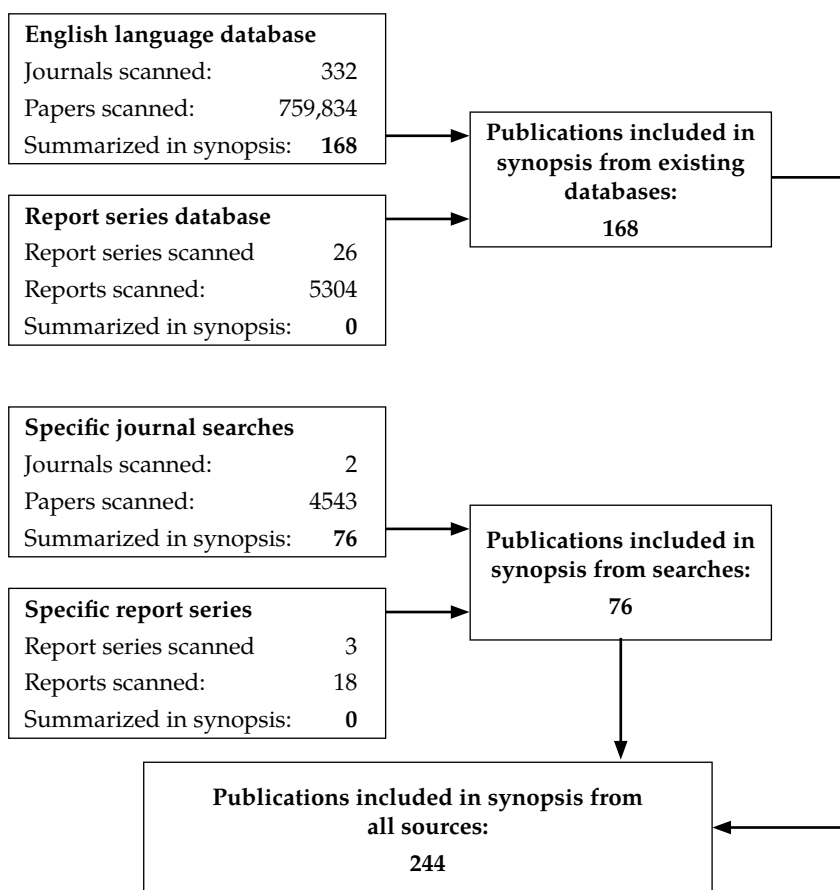 English language database
Journals scanned: 332
Papers scanned: 759,834
Summarized in synopsis: 168
Report series database
Report series scanned 26
Reports scanned: 5304
Summarized in synopsis: 0
Publications included in
synopsis from existing
databases:
168
Specific journal searches
Journals scanned: 2
Papers scanned: 4543
Summarized in synopsis: 76
Specific report series
Report series scanned 3
Reports scanned: 18
Summarized in synopsis: 0
Publications included in
synopsis from searches:
76
Publications included in synopsis from
all sources:
244